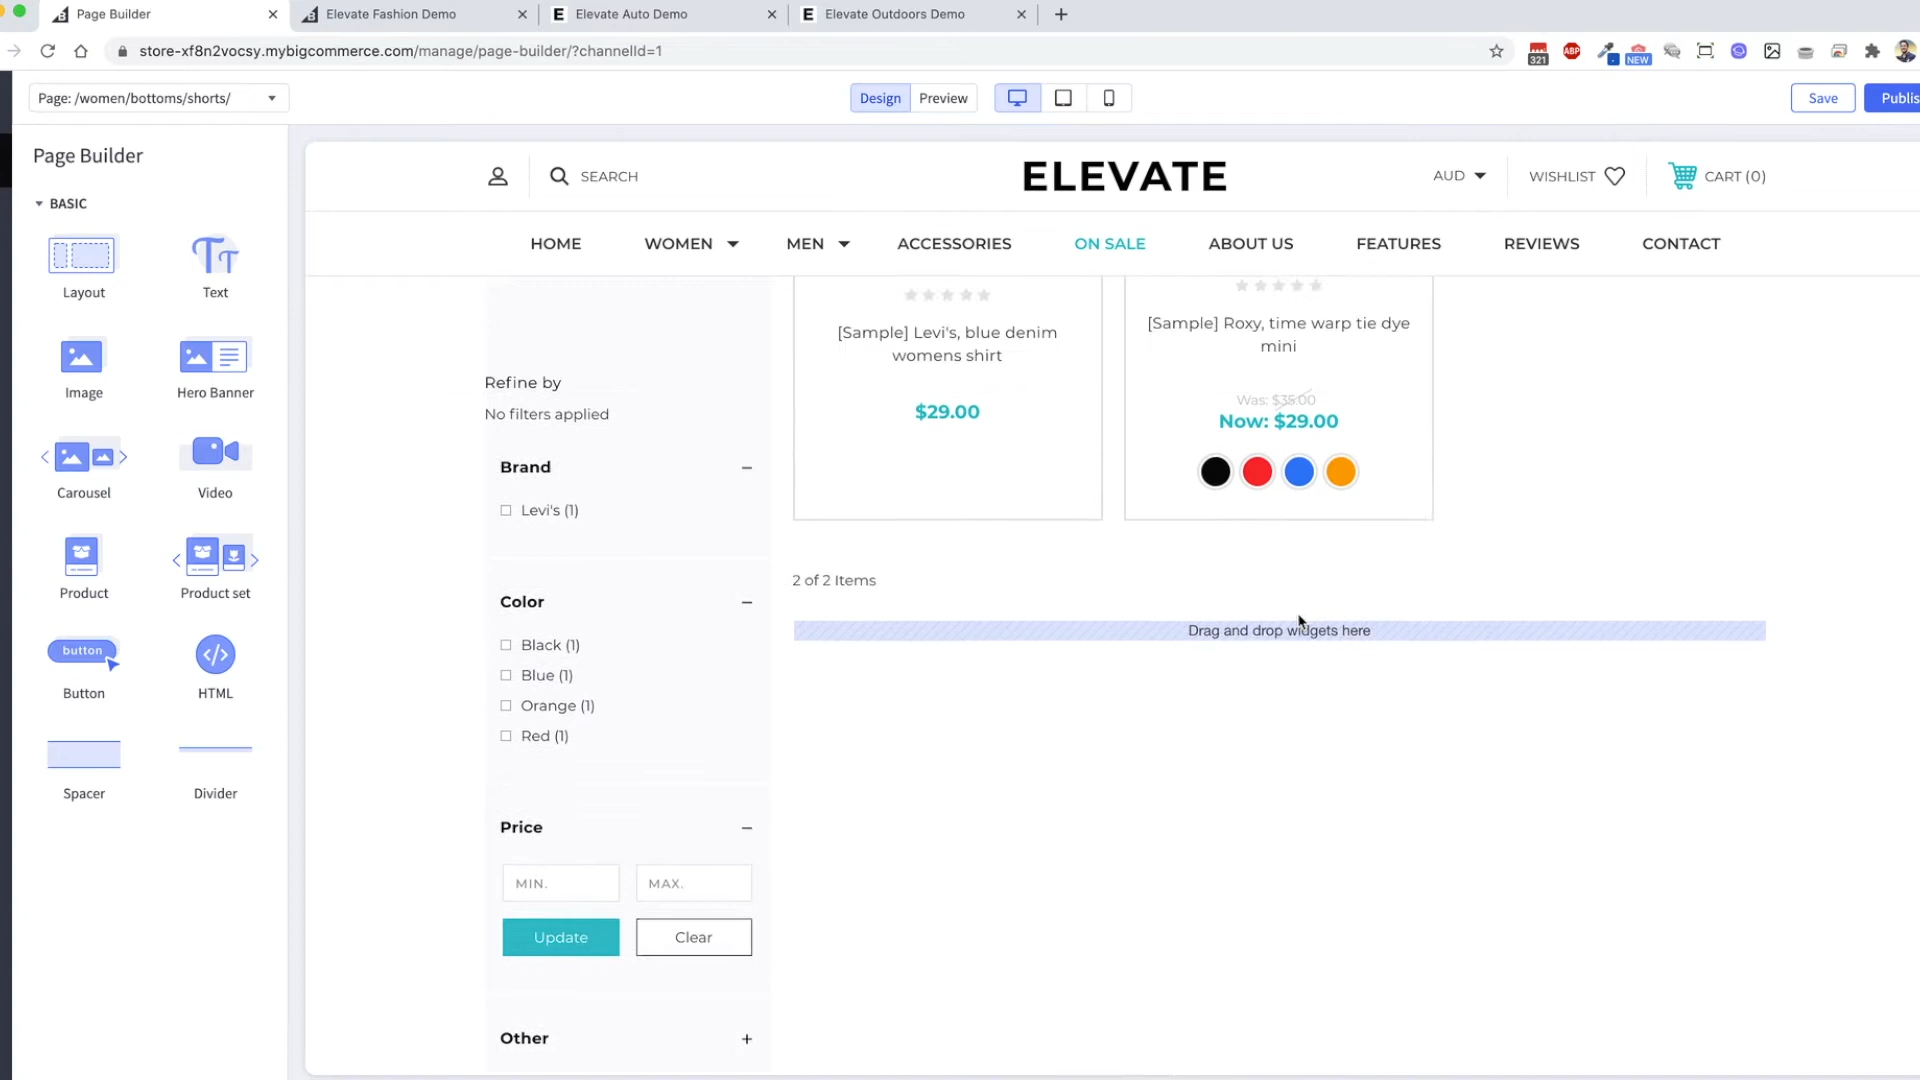 Page Builder
Elevate Fashion Demo
Elevate Auto Demo
Elevate Outdoors Demo
store-xf8n2vocsy.mybigcommerce.com/manage/page-builder/?channelId=1
321
ABP
NEW
Page: /women/bottoms/shorts/
Design
Preview
Save
Publis
Page Builder
BASIC
Layout
Text
Image
Hero Banner
Carousel
Video
Product
Product set
button
Button
HTML
Spacer
Divider
SEARCH
ELEVATE
AUD
WISHLIST
CART (0)
HOME
WOMEN
MEN
ACCESSORIES
ON SALE
ABOUT US
FEATURES
REVIEWS
CONTACT
Refine by
No filters applied
Brand
Levi's (1)
Color
Black (1)
Blue (1)
Orange (1)
Red (1)
Price
MIN.
MAX.
Update
Clear
Other
[Sample] Levi's, blue denim
womens shirt
$29.00
[Sample] Roxy, time warp tie dye
mini
Was: $35.00
Now: $29.00
2 of 2 Items
Drag and drop widgets here